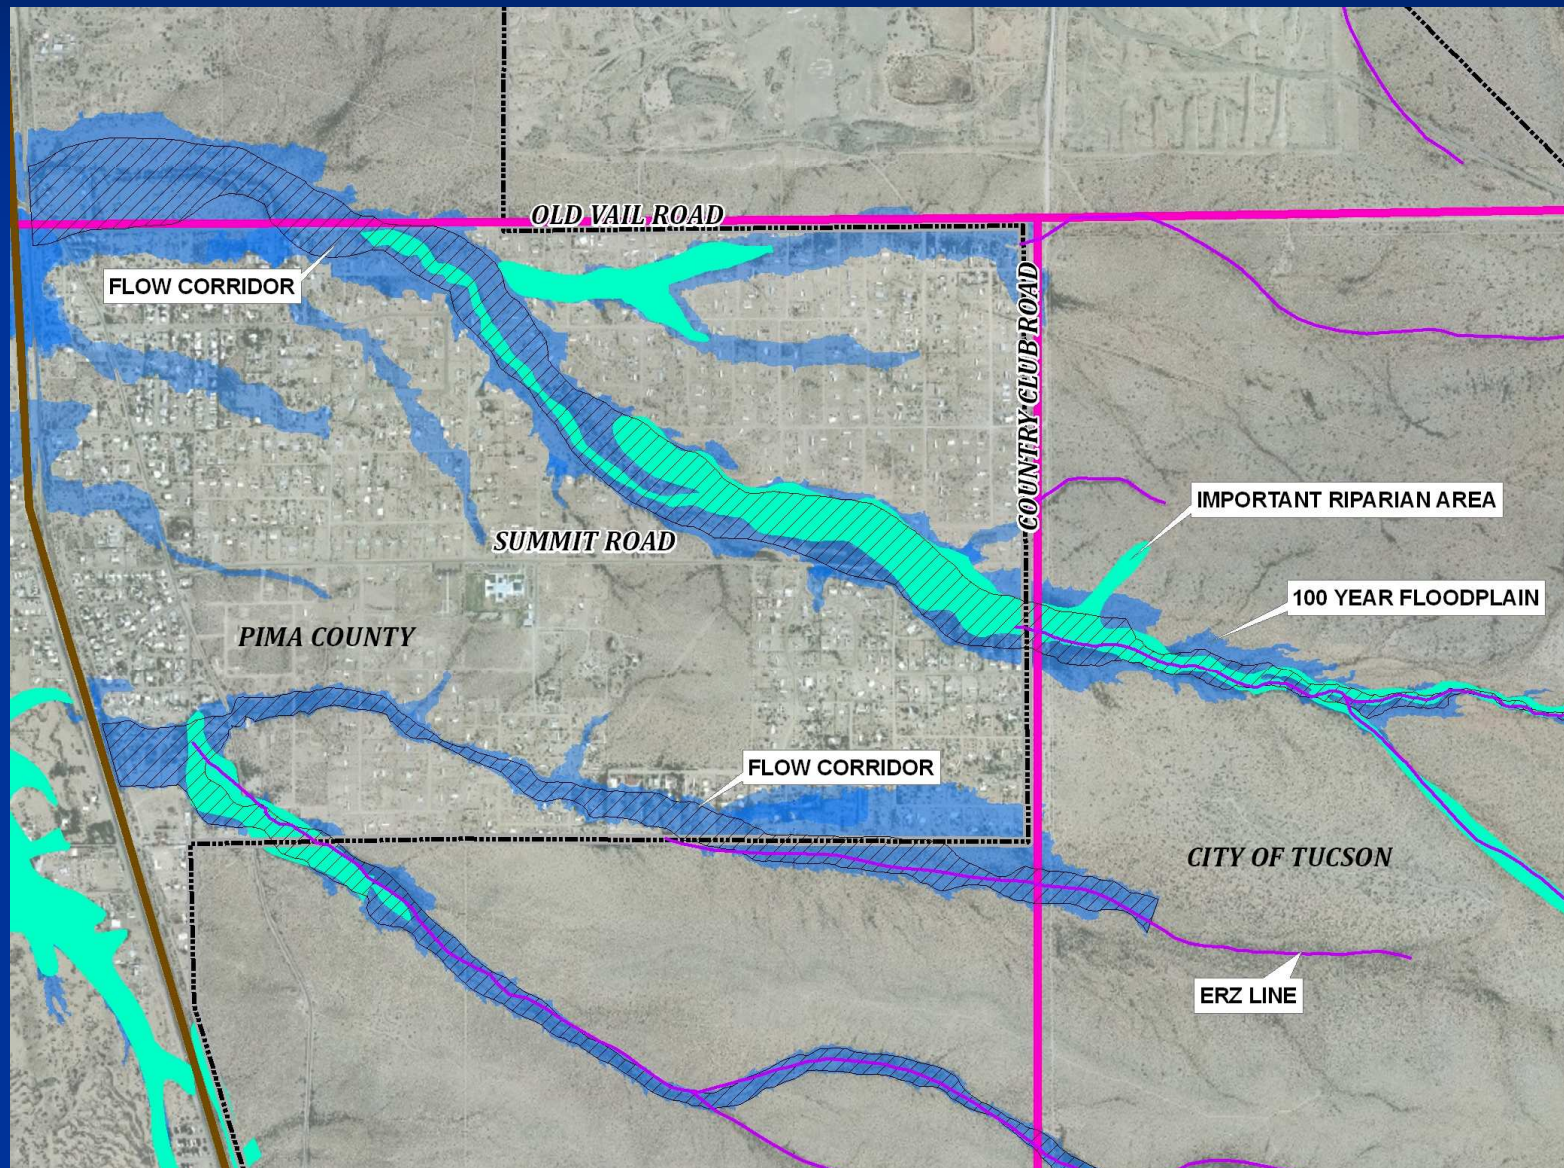 OLD VAIL ROAD
FLOW CORRIDOR
COUNTRY CLUB ROAD
IMPORTANT RIPARIAN AREA
SUMMIT ROAD
100 YEAR FLOODPLAIN
PIMA COUNTY
FLOW CORRIDOR
CITY OF TUCSON
ERZ LINE